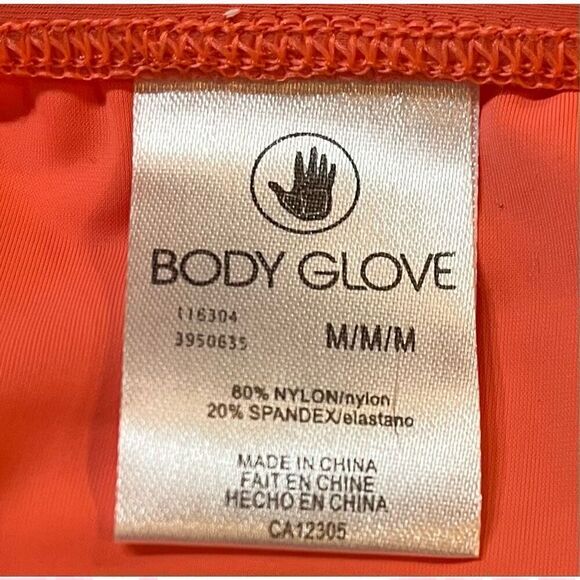 BODY GLOVE
116304
3950635 M/M/M
80% NYLON/nylon
20% SPANDEX/elastano
MADE IN CHINA
FAIT EN CHINE
HECHO EN CHINA
CA12305